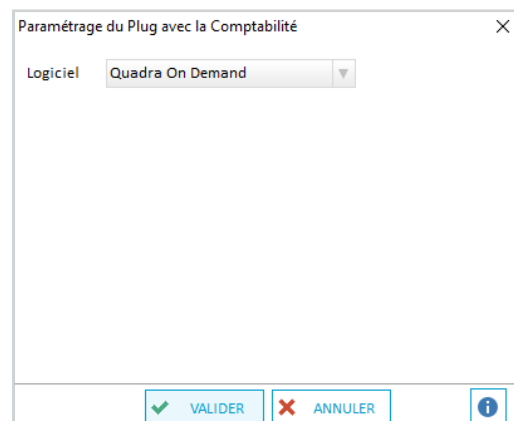 Paramétrage du Plug avec la Comptabilité
Logiciel Quadra On Demand
VALIDER ANNULER